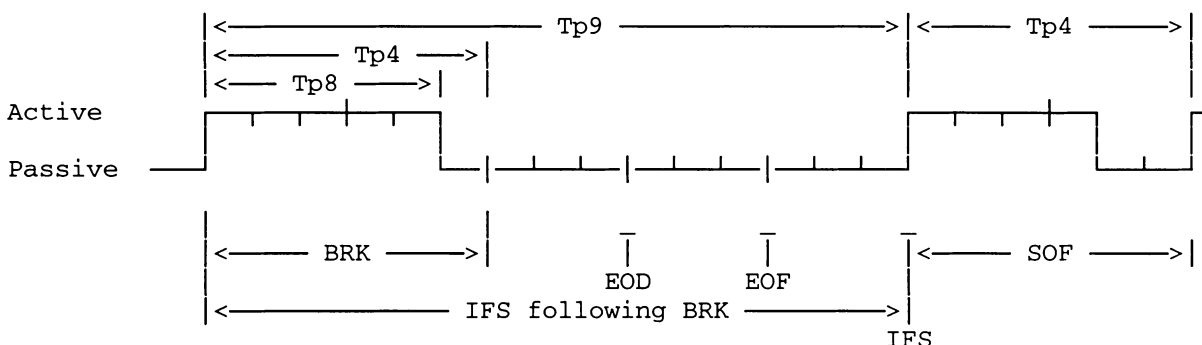 Tp9
Tp4
Tp4
Tp8
Active
Passive
BRK
SOF
EOD
EOF
IFS following BRK
IFS